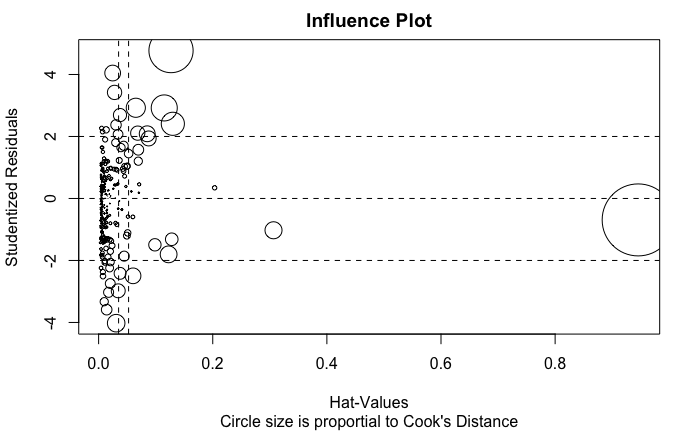 Influence Plot
Studentized Residuals
4
2
0
-2
-4
0.0 0.2 0.4 0.6 0.8
Hat-Values
Circle size is proportial to Cook's Distance